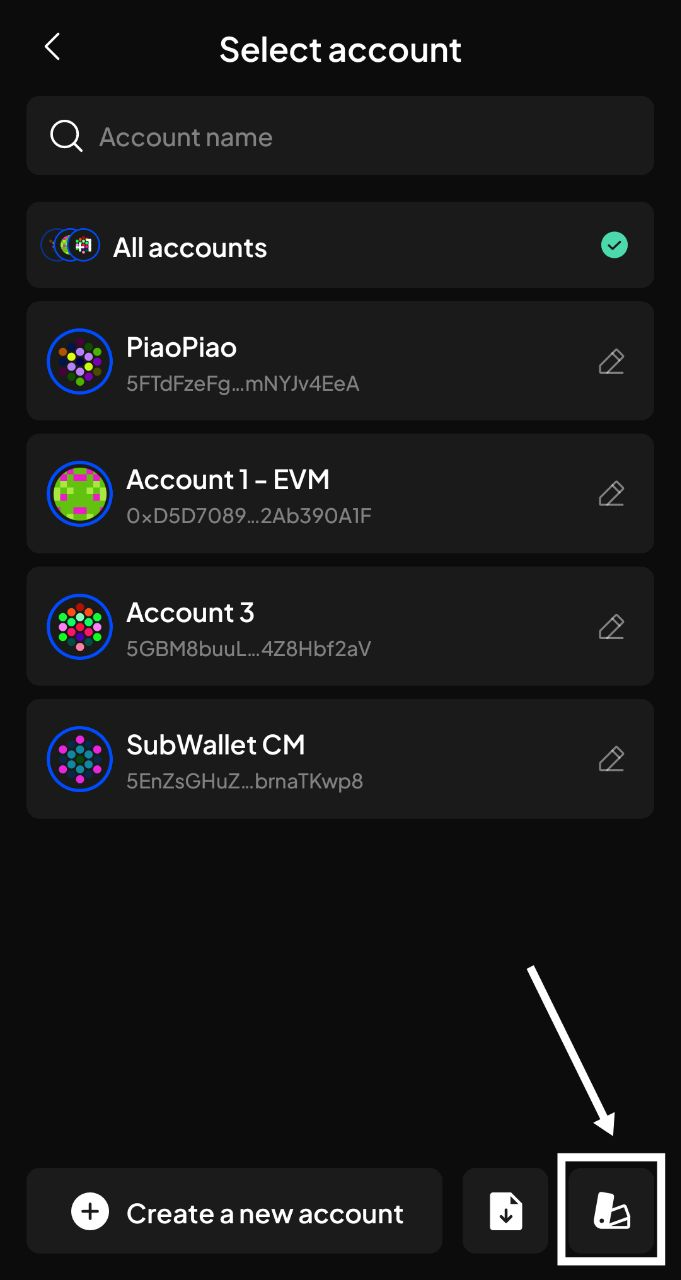 Select account
Account name
+1
All accounts
PiaoPiao
5FTdFzeFg...mNYJv4EeA
Account 1 - EVM
0xD5D7089...2Ab390A1F
Account 3
5GBM8buuL...4Z8Hbf2aV
SubWallet CM
5EnZsGHuZ...brnaTKwp8
Create a new account